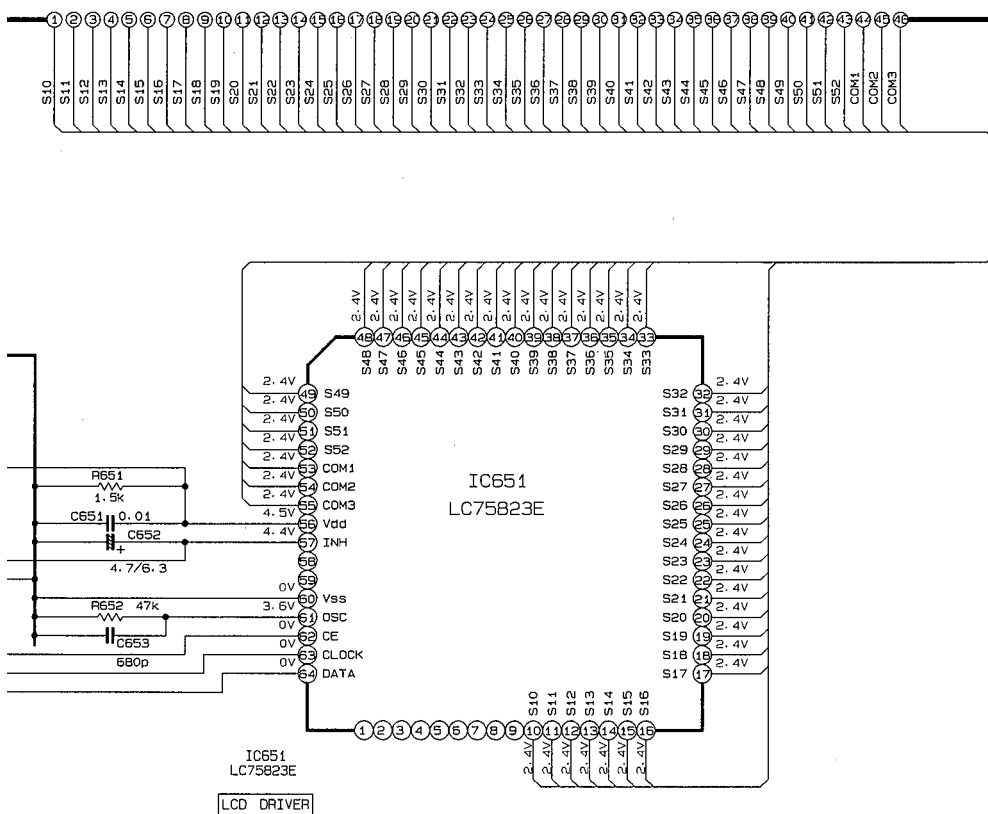 1 2 3 4 5 6 7 8 9 10 11 12 13 14 15 16 17 18 19 20 21 22 23 24 25 26 27 28 29 30 31 32 33 34 35 36 37 38 39 40 41 42 43 44 45 46
S10 S11 S12 S13 S14 S15 S16 S17 S18 S19 S20 S21 S22 S23 S24 S25 S26 S27 S28 S29 S30 S31 S32 S33 S34 S35 S36 S37 S38 S39 S40 S41 S42 S43 S44 S45 S46 S47 S48 S49 S50 S51 S52 COM1 COM2 COM3
2.4V 2.4V 2.4V 2.4V 2.4V 2.4V 2.4V 2.4V 2.4V 2.4V 2.4V 2.4V 2.4V 2.4V 2.4V 2.4V
48 47 46 45 44 43 42 41 40 39 38 37 36 35 34 33
S48 S47 S46 S45 S44 S43 S42 S41 S40 S39 S38 S37 S36 S35 S34 S33
2.4V 49 S49
2.4V 50 S50
2.4V 51 S51
2.4V 52 S52
2.4V 53 COM1
2.4V 54 COM2
2.4V 55 COM3
4.5V 56 Vdd
4.4V 57 INH
58
59
0V 60 Vss
3.6V 61 OSC
0V 62 CE
0V 63 CLOCK
0V 64 DATA
R651
1.5k
C651 0.01
C652
+
4.7/6.3
R652 47k
C653
680p
IC651
LC75823E
S32 32 2.4V
S31 31 2.4V
S30 30 2.4V
S29 29 2.4V
S28 28 2.4V
S27 27 2.4V
S26 26 2.4V
S25 25 2.4V
S24 24 2.4V
S23 23 2.4V
S22 22 2.4V
S21 21 2.4V
S20 20 2.4V
S19 19 2.4V
S18 18 2.4V
S17 17 2.4V
S10 S11 S12 S13 S14 S15 S16
1 2 3 4 5 6 7 8 9 10 11 12 13 14 15 16
2.4V 2.4V 2.4V 2.4V 2.4V 2.4V 2.4V
IC651
LC75823E
LCD DRIVER